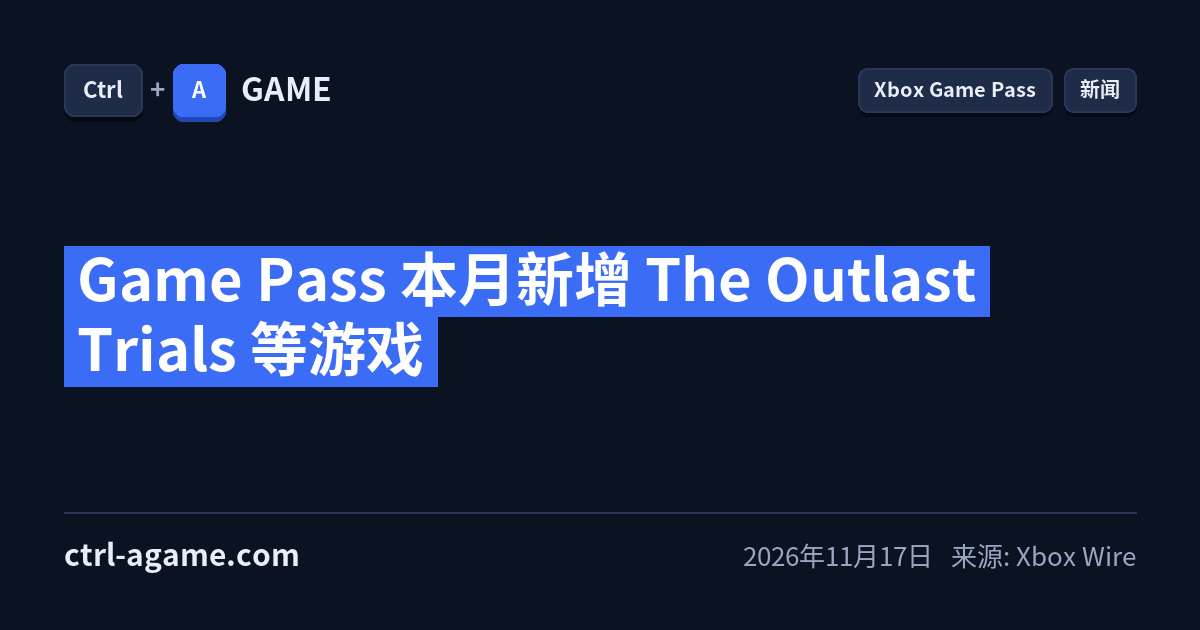 Ctrl + A GAME
Xbox Game Pass 新闻
Game Pass 本月新增 The Outlast
Trials 等游戏
ctrl-agame.com
2026年11月17日 来源: Xbox Wire